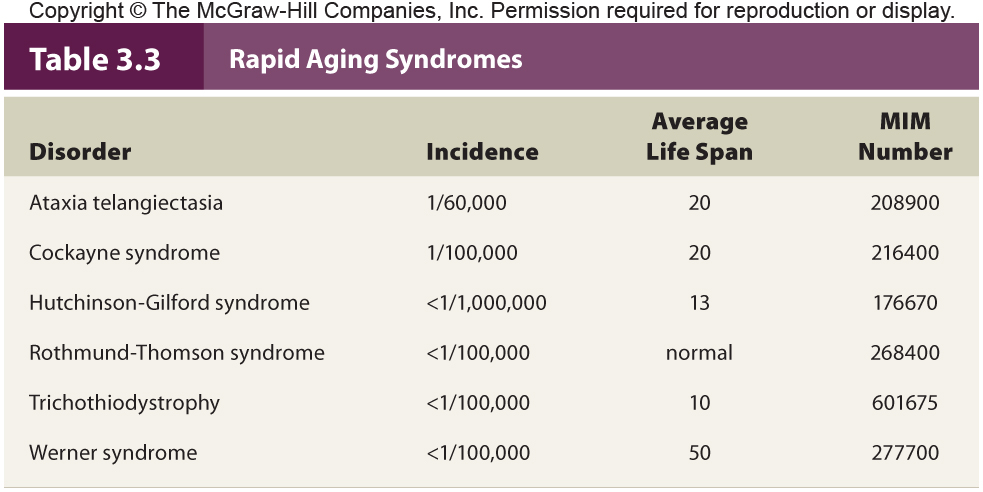 Copyright © The McGraw-Hill Companies, Inc. Permission required for reproduction or display.
Table 3.3 Rapid Aging Syndromes
Disorder Incidence Average Life Span MIM Number
Ataxia telangiectasia 1/60,000 20 208900
Cockayne syndrome 1/100,000 20 216400
Hutchinson-Gilford syndrome <1/1,000,000 13 176670
Rothmund-Thomson syndrome <1/100,000 normal 268400
Trichothiodystrophy <1/100,000 10 601675
Werner syndrome <1/100,000 50 277700